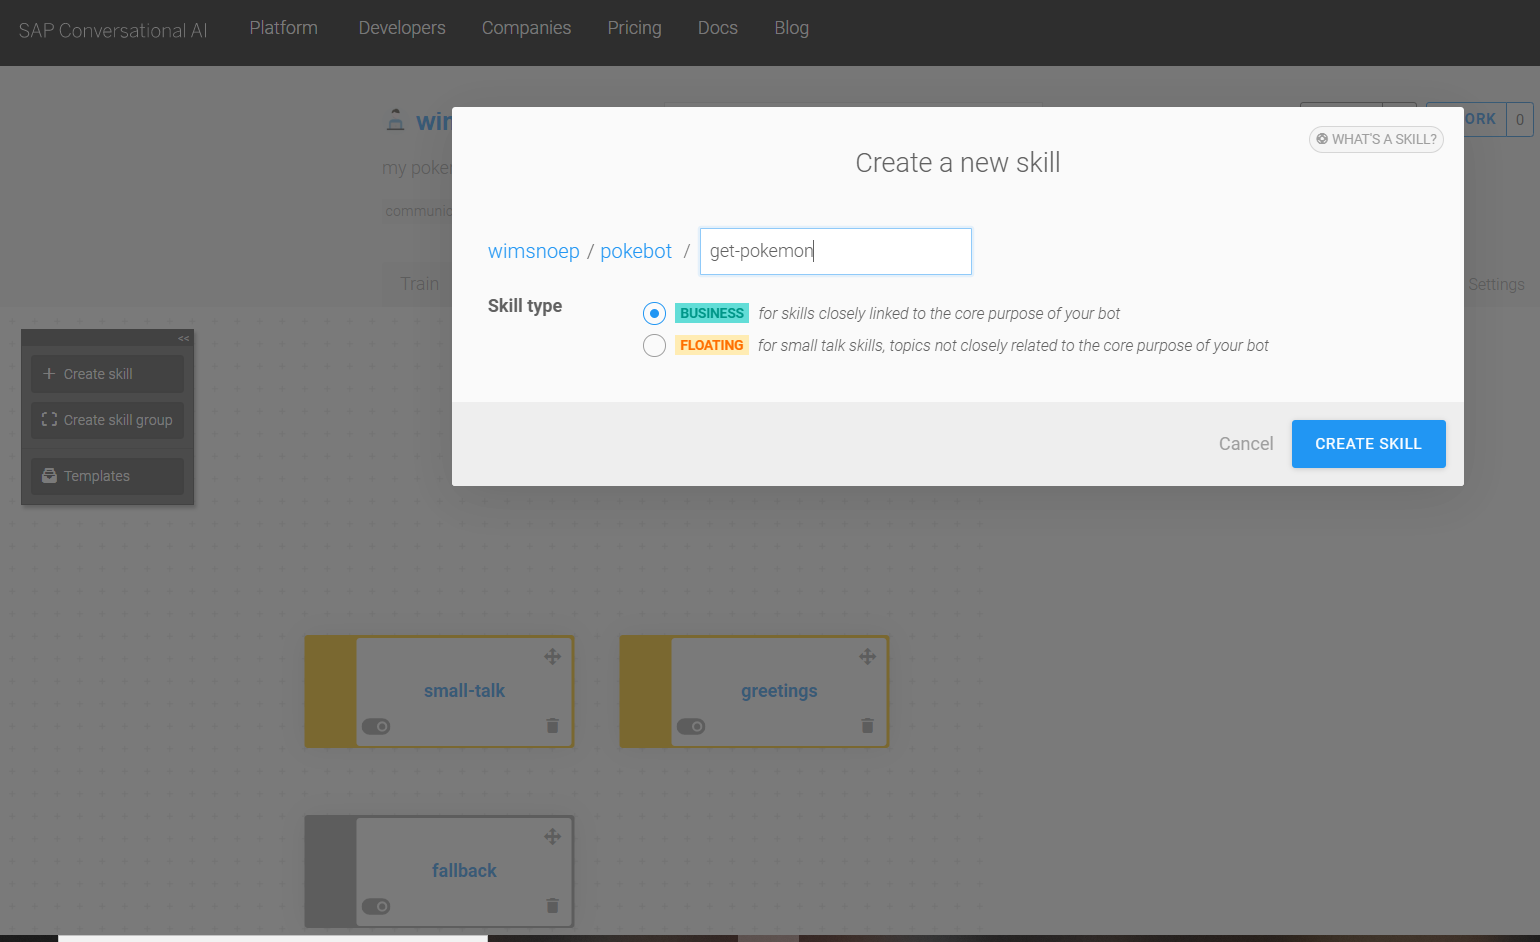 SAP Conversational AI Platform Developers Companies Pricing Docs Blog
win
ORK 0
WHAT'S A SKILL?
Create a new skill
my poker
communic
wimsnoep / pokebot / get-pokemon
Train
Settings
Skill type
BUSINESS for skills closely linked to the core purpose of your bot
FLOATING for small talk skills, topics not closely related to the core purpose of your bot
<<
Create skill
Create skill group
Templates
Cancel CREATE SKILL
small-talk
greetings
fallback